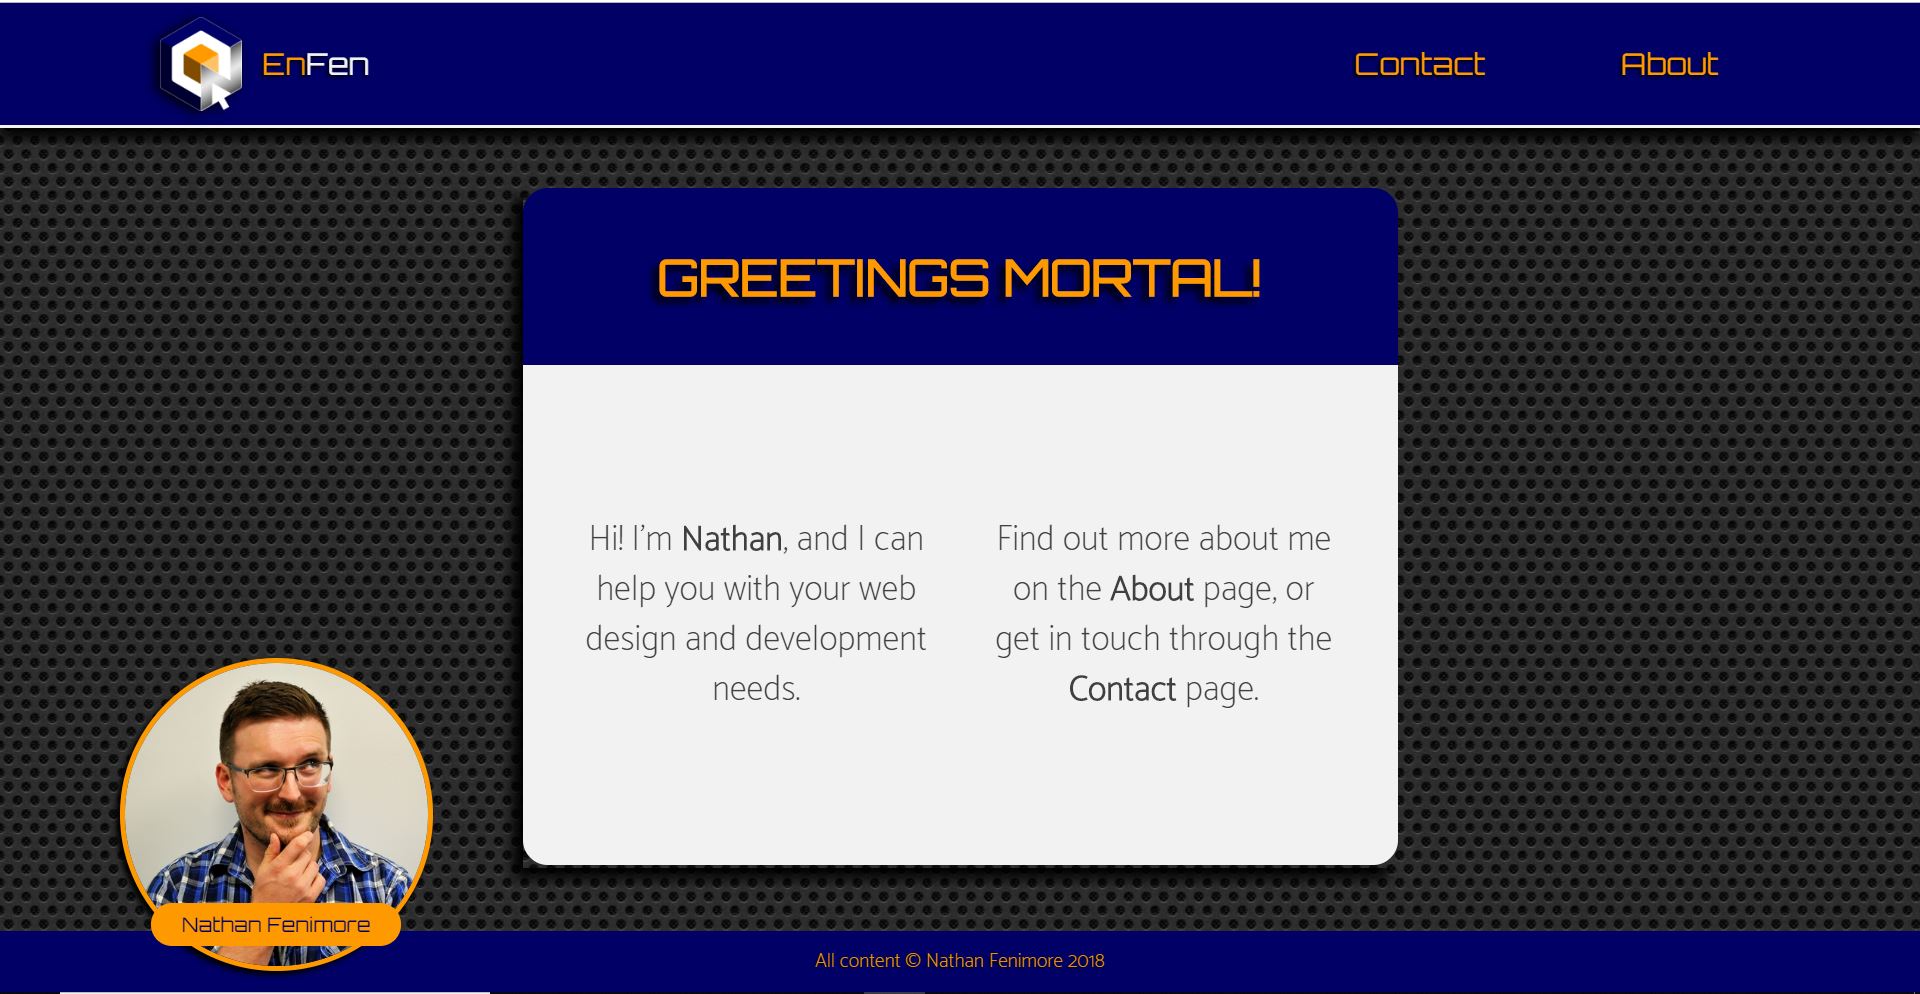 EnFen
Contact
About
GREETINGS MORTAL!
Hi! I’m Nathan, and I can
help you with your web
design and development
needs.
Find out more about me
on the About page, or
get in touch through the
Contact page.
Nathan Fenimore
All content © Nathan Fenimore 2018